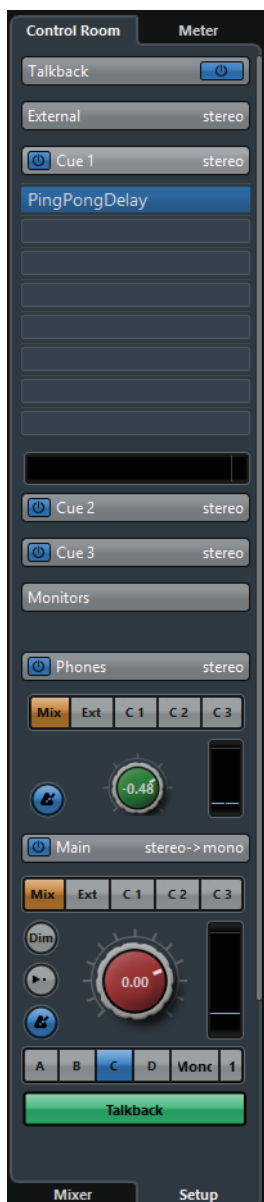 Control Room Meter
Talkback
External stereo
Cue 1 stereo
PingPongDelay
Cue 2 stereo
Cue 3 stereo
Monitors
Phones stereo
Mix Ext C 1 C 2 C 3
-0.48
Main stereo->mono
Mix Ext C 1 C 2 C 3
Dim
0.00
A B C D Monc 1
Talkback
Mixer Setup